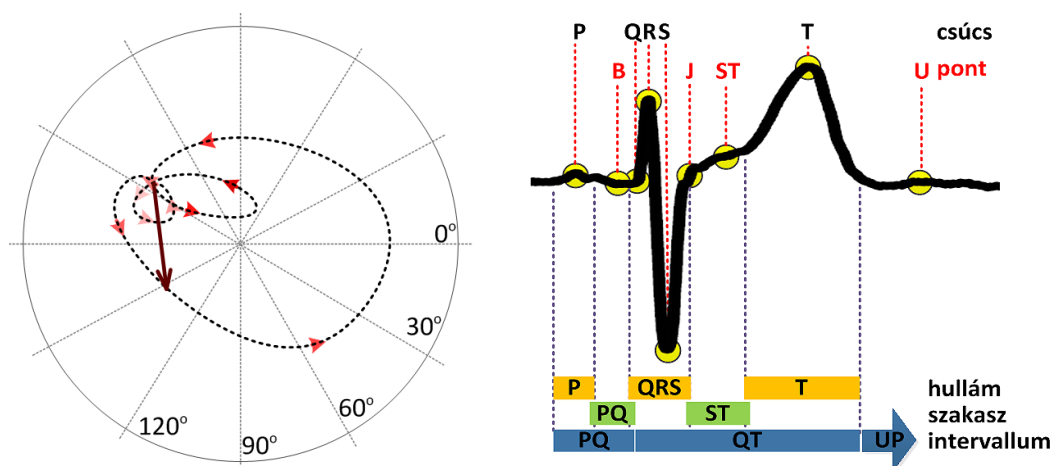 0°
30°
60°
90°
120°
P QRS T csúcs
B J ST U pont
P QRS T hullám
PQ ST szakasz
PQ QT UP intervallum